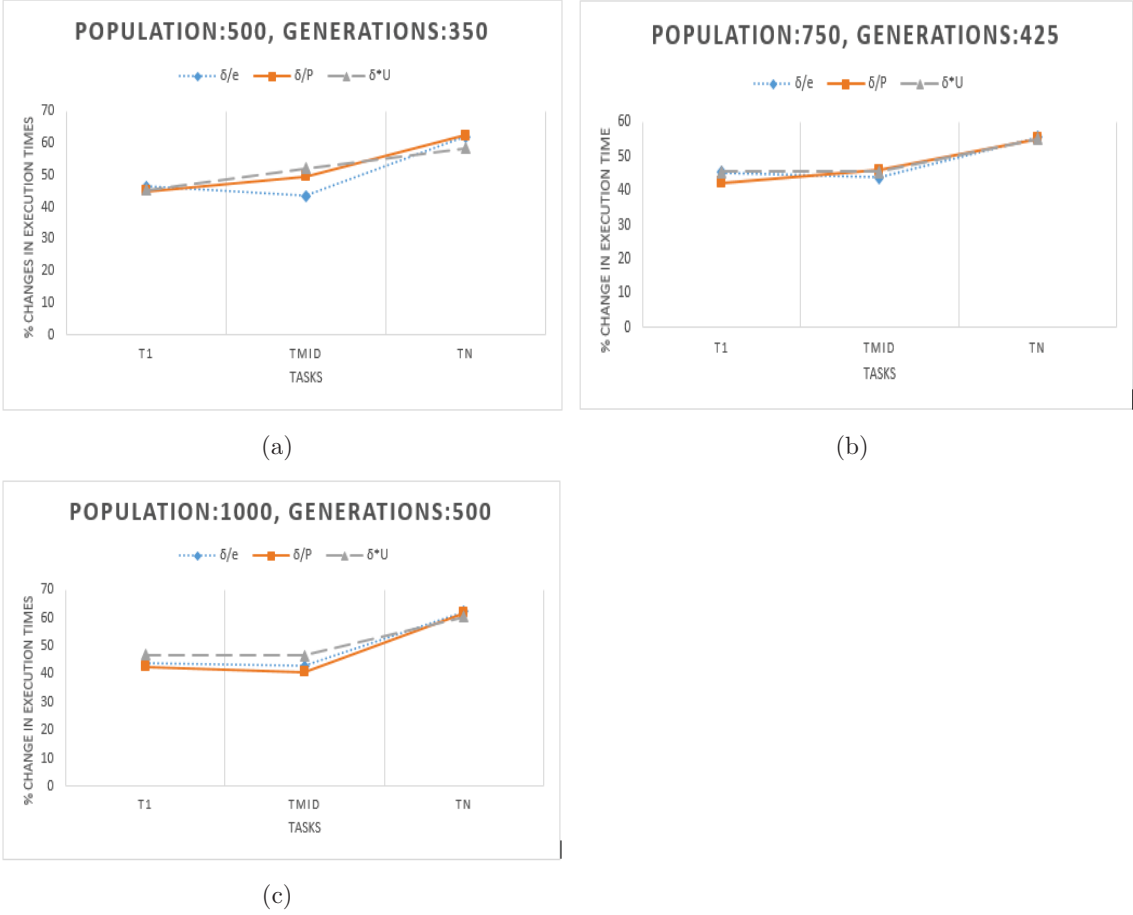 POPULATION:500, GENERATIONS:350
δ/e δ/P δ*U
% CHANGES IN EXECUTION TIMES
70
60
50
40
30
20
10
0
T1 TMID TN
TASKS
(a)
POPULATION:750, GENERATIONS:425
δ/e δ/P δ*U
% CHANGE IN EXECUTION TIME
60
50
40
30
20
10
0
T1 TMID TN
TASKS
(b)
POPULATION:1000, GENERATIONS:500
δ/e δ/P δ*U
% CHANGE IN EXECUTION TIMES
70
60
50
40
30
20
10
0
T1 TMID TN
TASKS
(c)